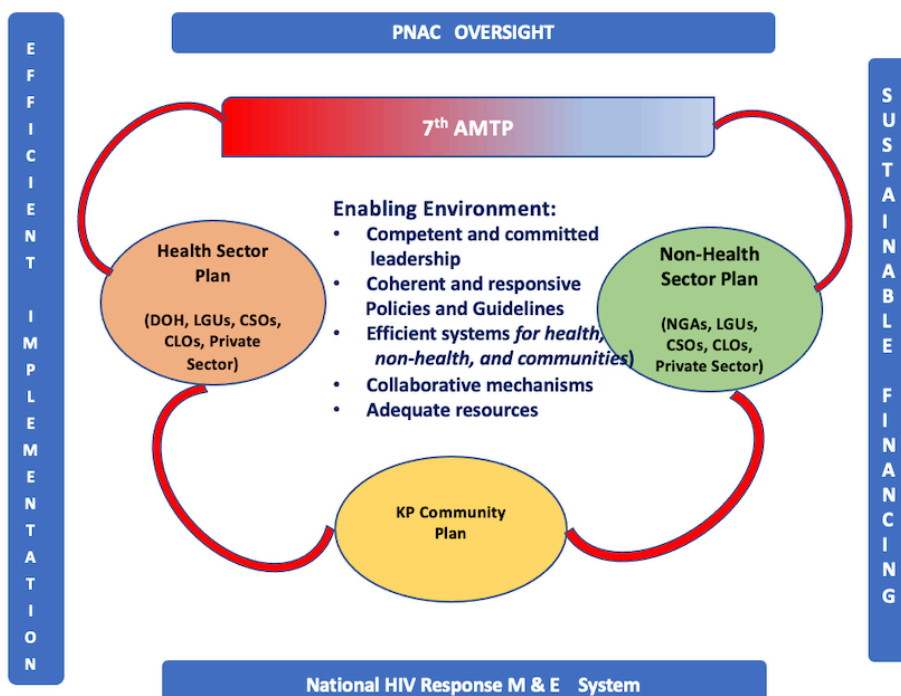 PNAC OVERSIGHT
EFFICIENT IMPLEMENTATION
SUSTAINABLE FINANCING
7th AMTP
Enabling Environment:
• Competent and committed
leadership
• Coherent and responsive
Policies and Guidelines
• Efficient systems for health,
non-health, and communities)
• Collaborative mechanisms
• Adequate resources
Health Sector
Plan
(DOH, LGUs, CSOs,
CLOs, Private
Sector)
Non-Health
Sector Plan
(NGAs, LGUs,
CSOs, CLOs,
Private Sector)
KP Community
Plan
National HIV Response M & E System